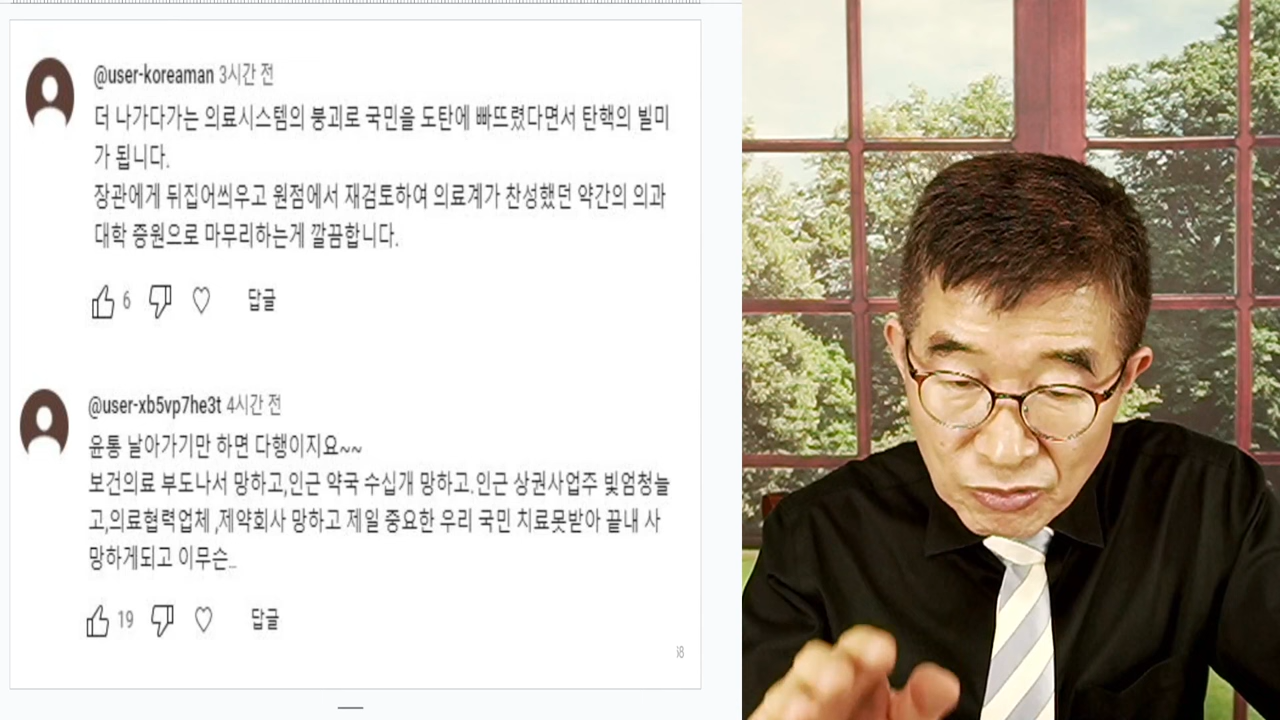 @user-koreaman 3시간 전
더 나가다가는 의료시스템의 붕괴로 국민을 도탄에 빠뜨렸다면서 탄핵의 빌미
가 됩니다.
장관에게 뒤집어씌우고 원점에서 재검토하여 의료계가 찬성했던 약간의 의과
대학 증원으로 마무리하는게 깔끔합니다.
6 답글
@user-xb5vp7he3t 4시간 전
윤통 날아가기만 하면 다행이지요~~
보건의료 부도나서 망하고,인근 약국 수십개 망하고.인근 상권사업주 빛엄청늘
고,의료협력업체 ,제약회사 망하고 제일 중요한 우리 국민 치료못받아 끝내 사
망하게되고 이무슨...
19 답글